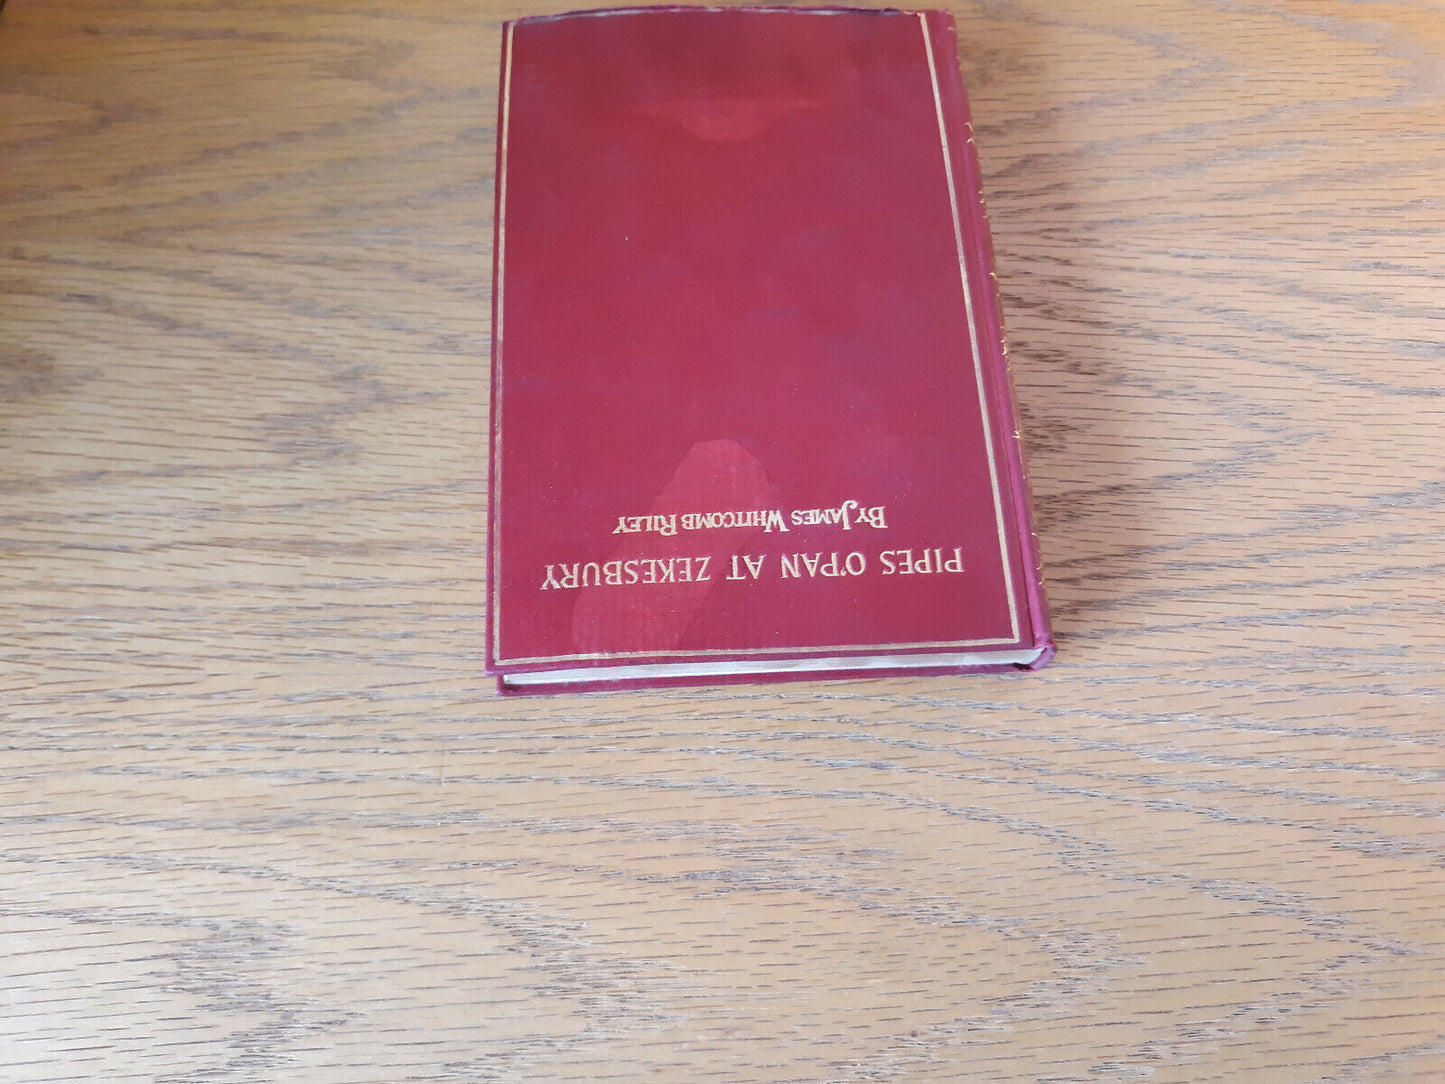 PIPES O'PAN AT ZEKESBURY
BY JAMES WHITCOMB RILEY